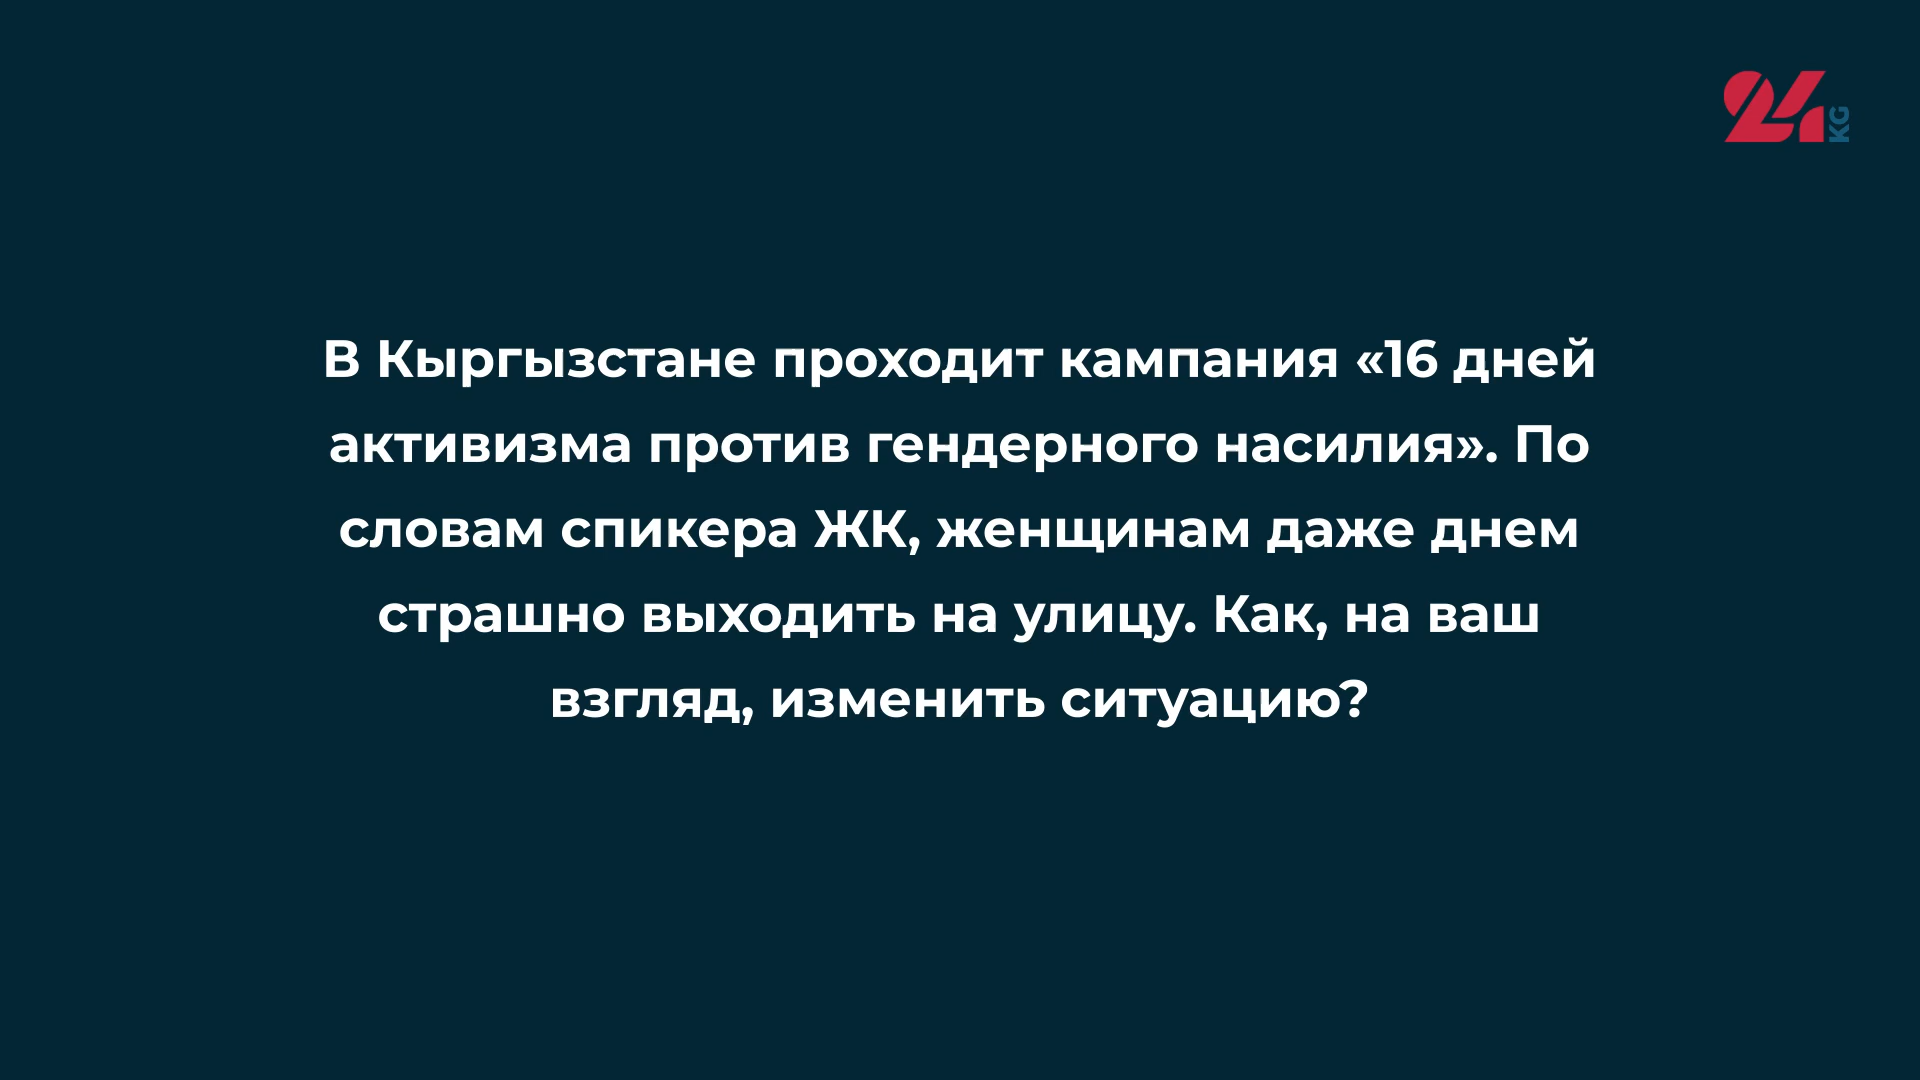 24
KG
В Кыргызстане проходит кампания «16 дней
активизма против гендерного насилия». По
словам спикера ЖК, женщинам даже днем
страшно выходить на улицу. Как, на ваш
взгляд, изменить ситуацию?